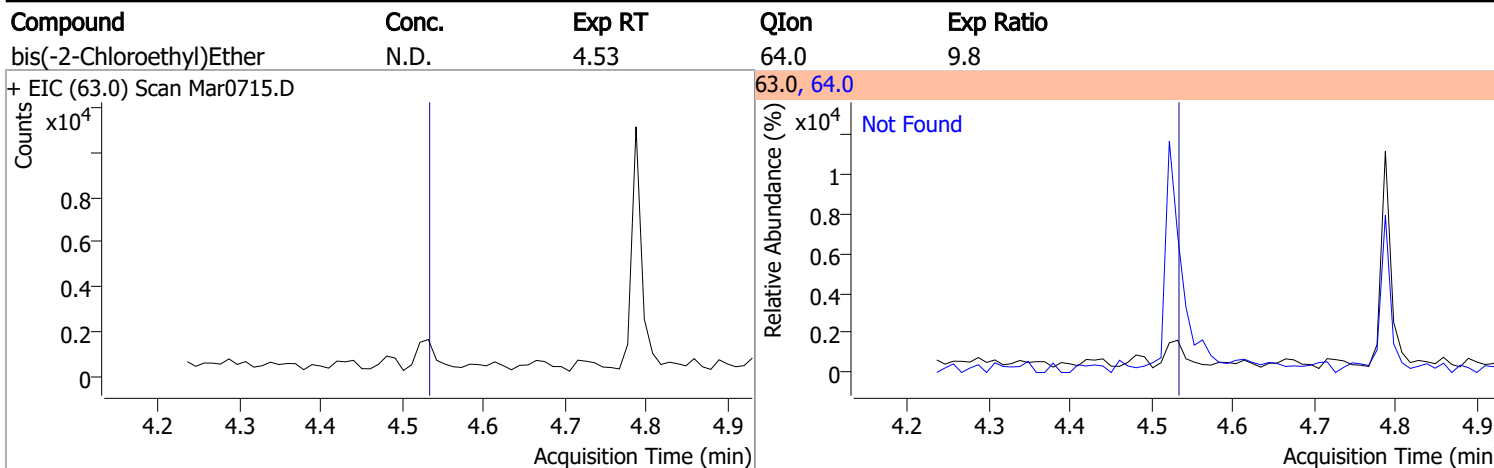 Compound Conc. Exp RT QIon Exp Ratio
bis(-2-Chloroethyl)Ether N.D. 4.53 64.0 9.8
+ EIC (63.0) Scan Mar0715.D
Counts
x10^4
0.8
0.6
0.4
0.2
0
4.2 4.3 4.4 4.5 4.6 4.7 4.8 4.9
Acquisition Time (min)
63.0, 64.0
Relative Abundance (%)
x10^4
Not Found
1
0.8
0.6
0.4
0.2
0
4.2 4.3 4.4 4.5 4.6 4.7 4.8 4.9
Acquisition Time (min